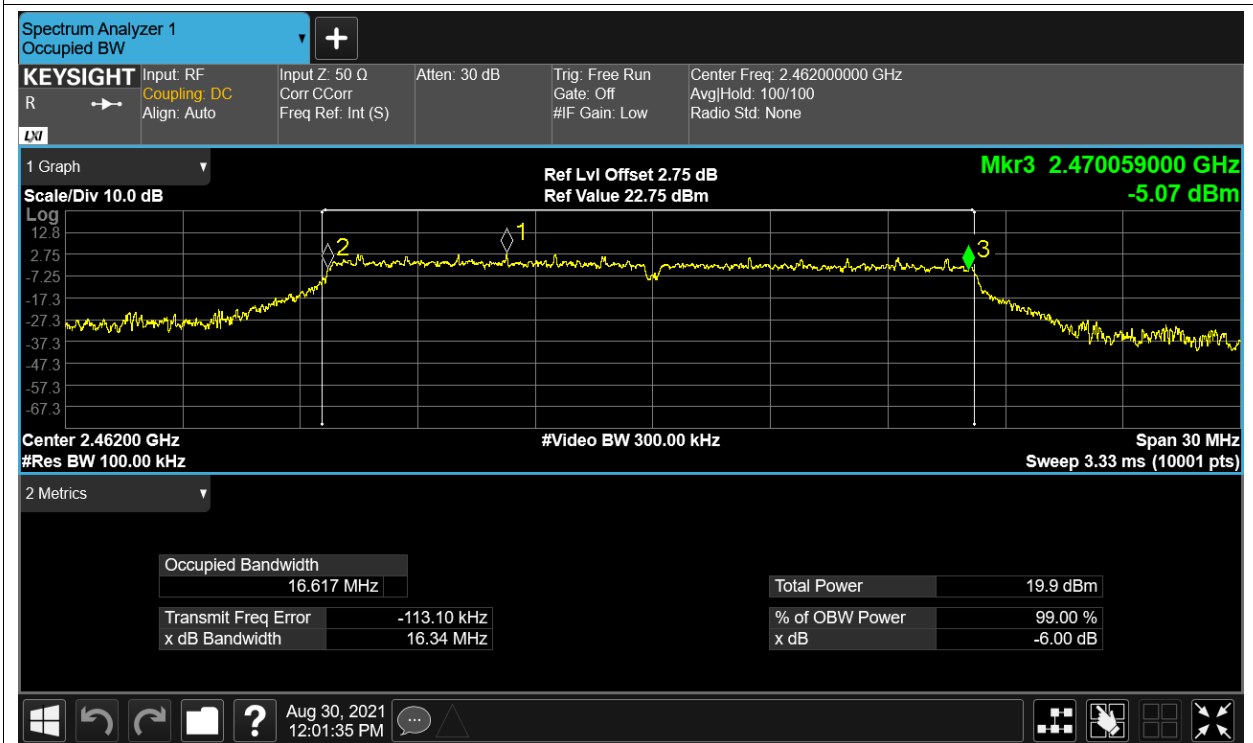 Spectrum Analyzer 1
Occupied BW
KEYSIGHT
R
LXI
Input: RF
Coupling: DC
Align: Auto
Input Z: 50 Ω
Corr CCorr
Freq Ref: Int (S)
Atten: 30 dB
Trig: Free Run
Gate: Off
#IF Gain: Low
Center Freq: 2.462000000 GHz
Avg|Hold: 100/100
Radio Std: None
1 Graph
Scale/Div 10.0 dB
Ref Lvl Offset 2.75 dB
Ref Value 22.75 dBm
Mkr3 2.470059000 GHz
-5.07 dBm
Log
12.8
2.75
-7.25
-17.3
-27.3
-37.3
-47.3
-57.3
-67.3
2
1
3
Center 2.46200 GHz
#Res BW 100.00 kHz
#Video BW 300.00 kHz
Span 30 MHz
Sweep 3.33 ms (10001 pts)
2 Metrics
Occupied Bandwidth
16.617 MHz
Transmit Freq Error -113.10 kHz
x dB Bandwidth 16.34 MHz
Total Power 19.9 dBm
% of OBW Power 99.00 %
x dB -6.00 dB
?
Aug 30, 2021
12:01:35 PM